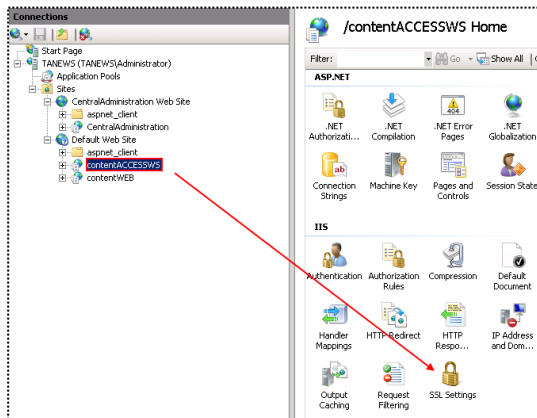 Connections
Start Page
TANEWS (TANEWS\Administrator)
Application Pools
Sites
CentralAdministration Web Site
aspnet_client
CentralAdministration
Default Web Site
aspnet_client
contentACCESSWS
contentWEB
/contentACCESSWS Home
Filter: Go Show All
ASP.NET
.NET Authorizati...
.NET Compilation
.NET Error Pages
.NET Globalization
Connection Strings
Machine Key
Pages and Controls
Session State
IIS
Authentication
Authorization Rules
Compression
Default Document
Handler Mappings
HTTP Redirect
HTTP Respo...
IP Address and Dom...
Output Caching
Request Filtering
SSL Settings